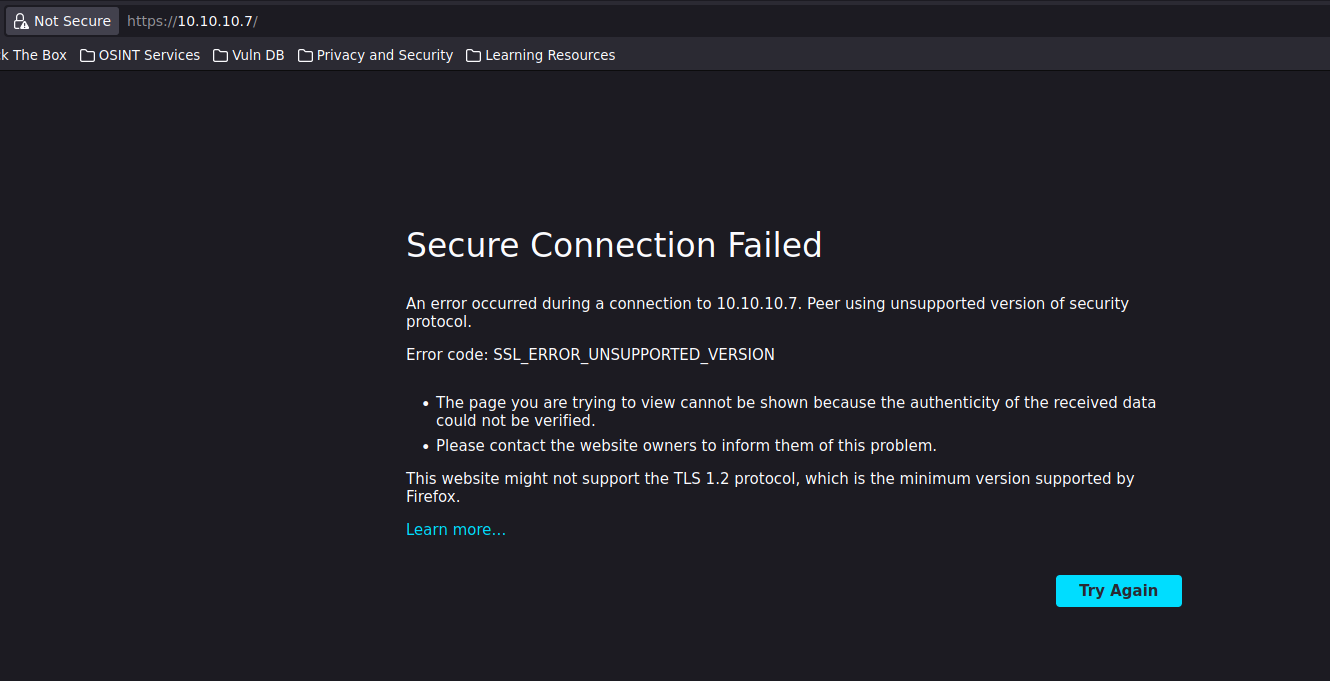 Not Secure https://10.10.10.7/
k The Box OSINT Services Vuln DB Privacy and Security Learning Resources
Secure Connection Failed
An error occurred during a connection to 10.10.10.7. Peer using unsupported version of security
protocol.
Error code: SSL_ERROR_UNSUPPORTED_VERSION
• The page you are trying to view cannot be shown because the authenticity of the received data
could not be verified.
• Please contact the website owners to inform them of this problem.
This website might not support the TLS 1.2 protocol, which is the minimum version supported by
Firefox.
Learn more…
Try Again